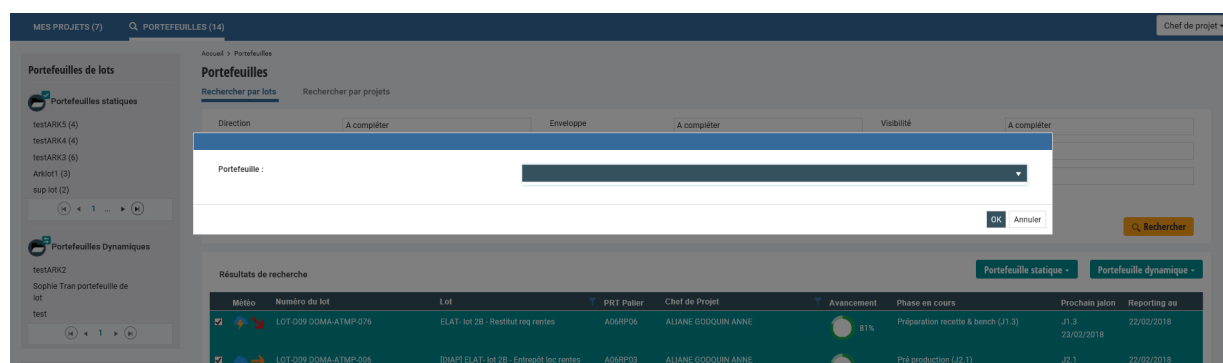 MES PROJETS (7) PORTEFEUILLES (14) Chef de projet
Accueil > Portefeuilles
Portefeuilles de lots
Portefeuilles
Rechercher par lots Rechercher par projets
Portefeuilles statiques
testARK5 (4)
testARK4 (4)
testARK3 (6)
Arklot1 (3)
sup lot (2)
1 ...
Portefeuilles Dynamiques
testARK2
Sophie Tran portefeuille de
lot
test
1
Direction A compléter Enveloppe A compléter Visibilité A compléter
Portefeuille :
OK Annuler
Rechercher
Résultats de recherche Portefeuille statique Portefeuille dynamique
Météo Numéro du lot Lot PRT Palier Chef de Projet Avancement Phase en cours Prochain jalon Reporting au
LOT-D09 DOMA-ATMP-076 ELAT- lot 2B - Restitut req rentes A06RP06 ALIANE GODQUIN ANNE 81% Préparation recette & bench (J1.3) J1.3 22/02/2018
23/02/2018
LOT-D09 DOMA-ATMP-006 [DIAP] ELAT- lot 2B - Entrepôt loc rentes A06RP03 ALIANE GODQUIN ANNE Pré production (J2.1) J2.1 22/02/2018